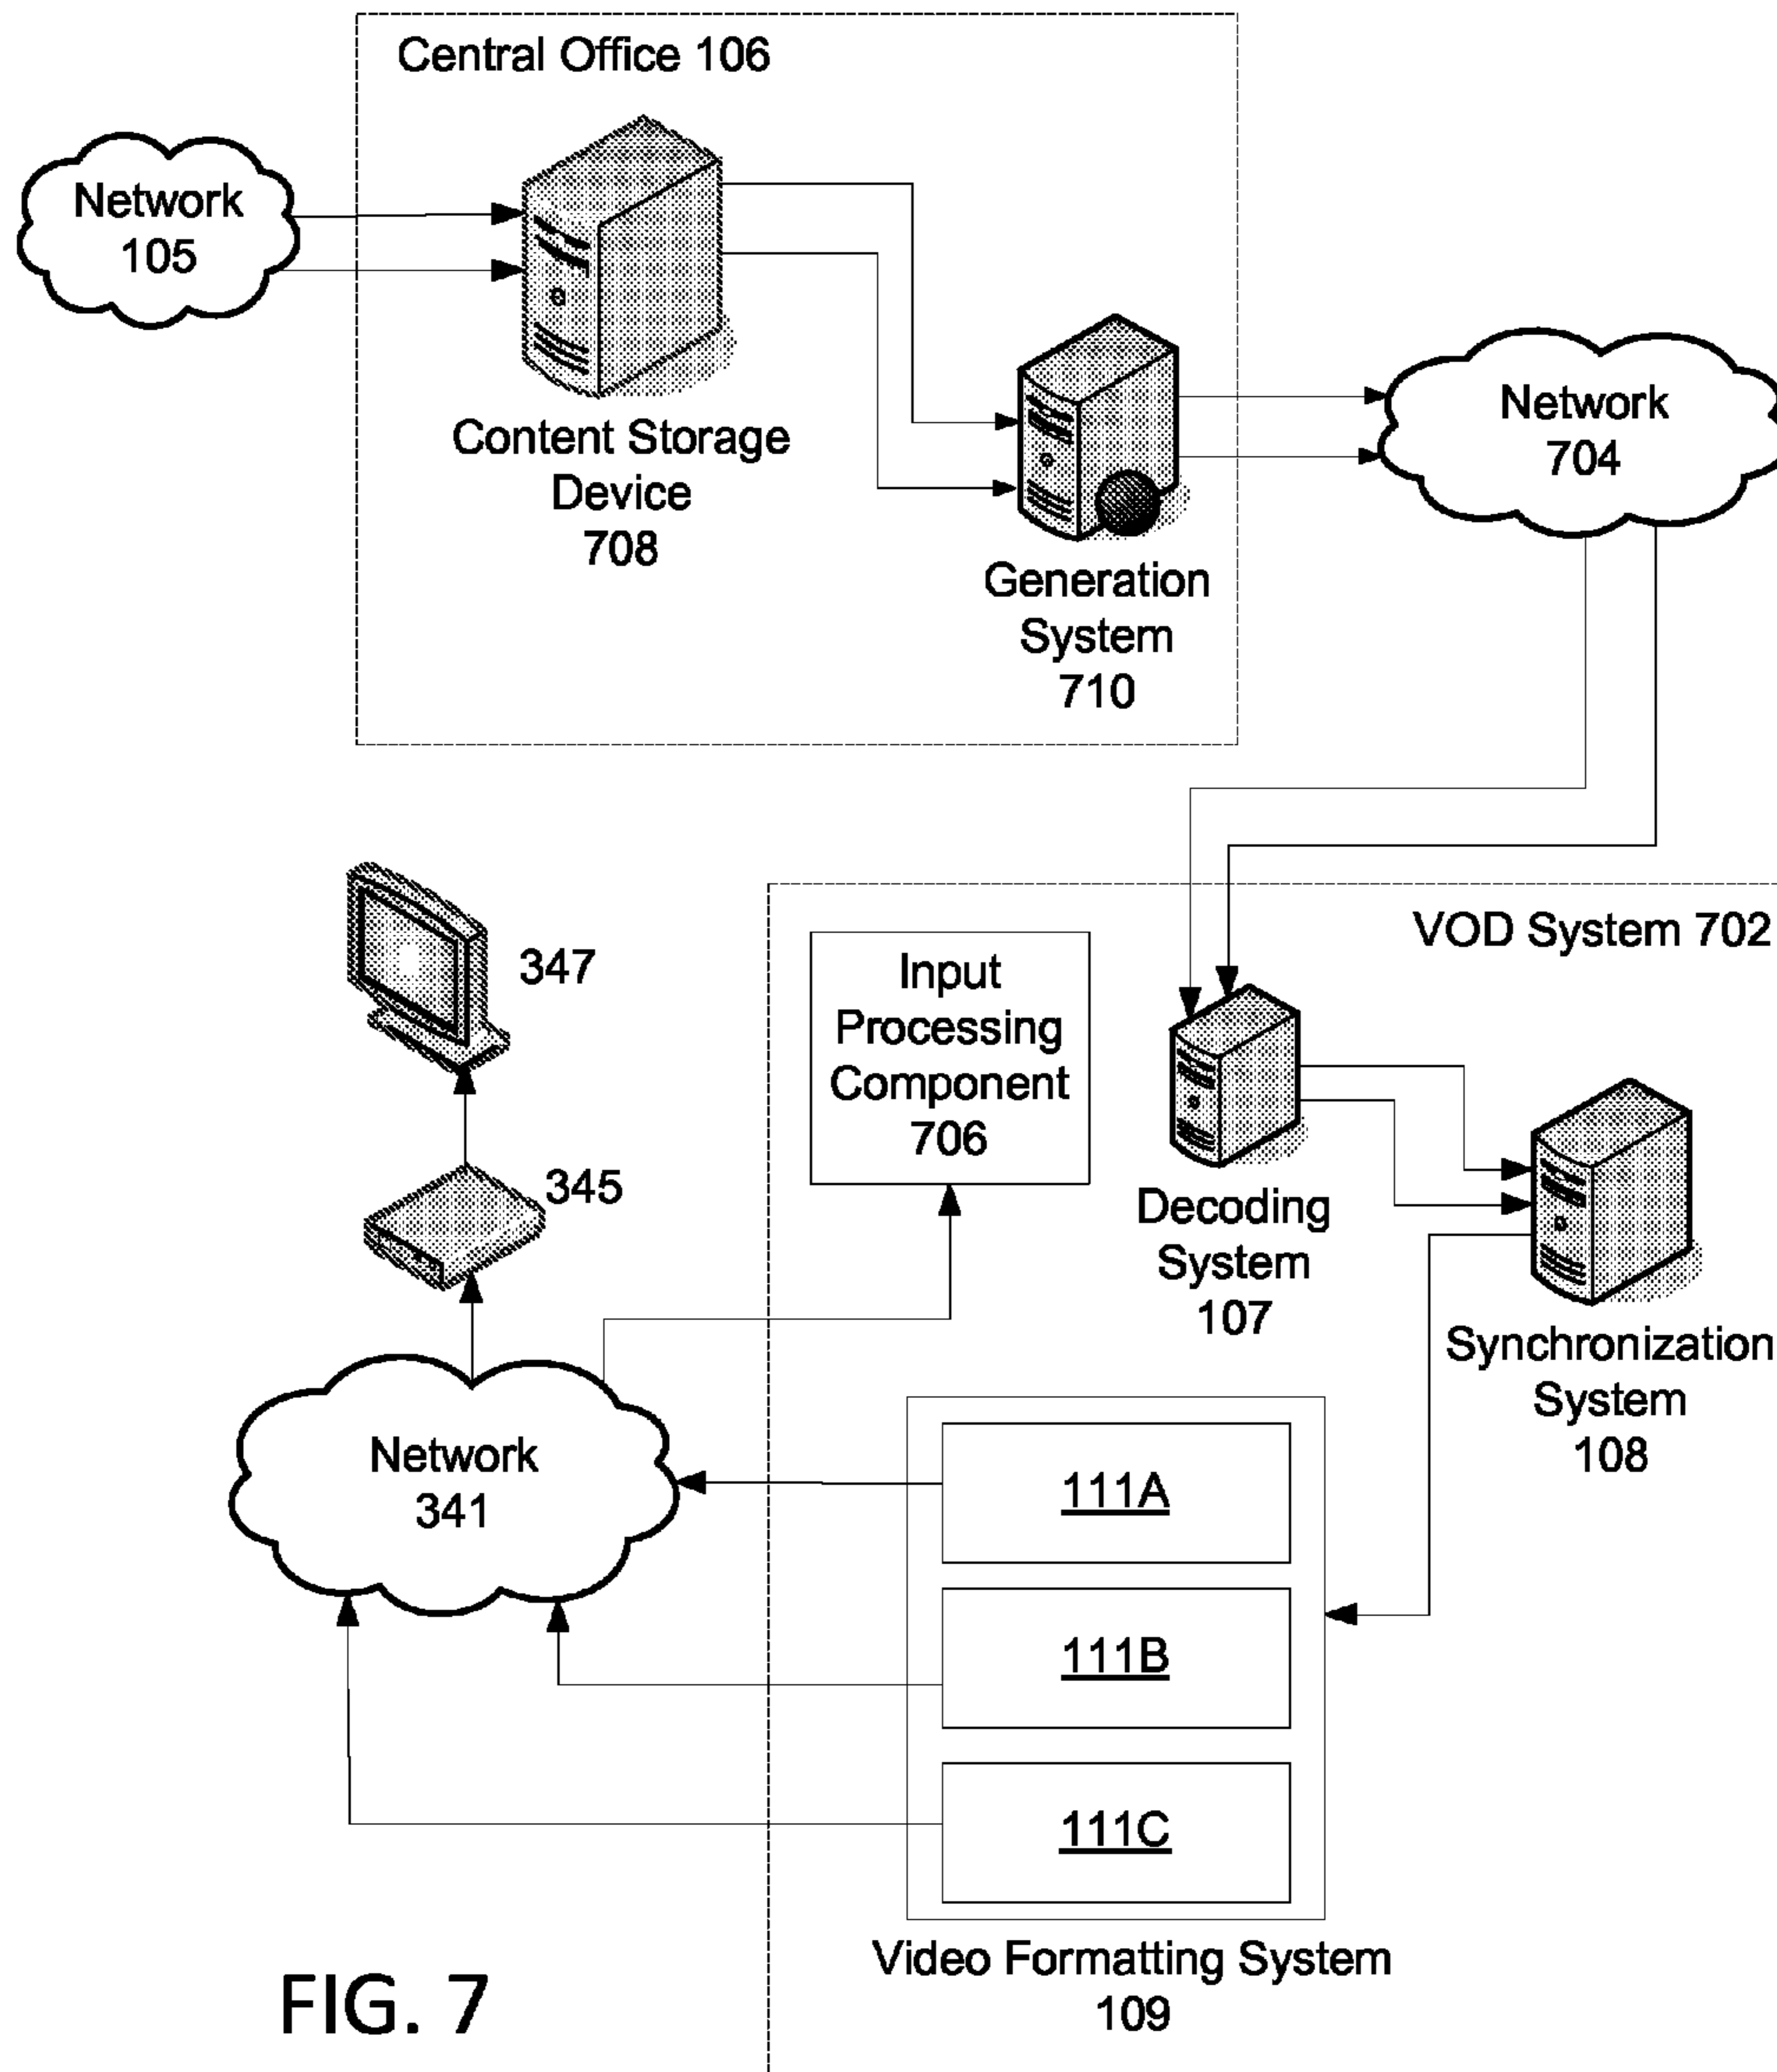 Central Office 106
Network
105
Content Storage
Device
708
Generation
System
710
Network
704
VOD System 702
347
Input
Processing
Component
706
345
Decoding
System
107
Synchronization
System
108
Network
341
111A
111B
111C
Video Formatting System
109
FIG. 7